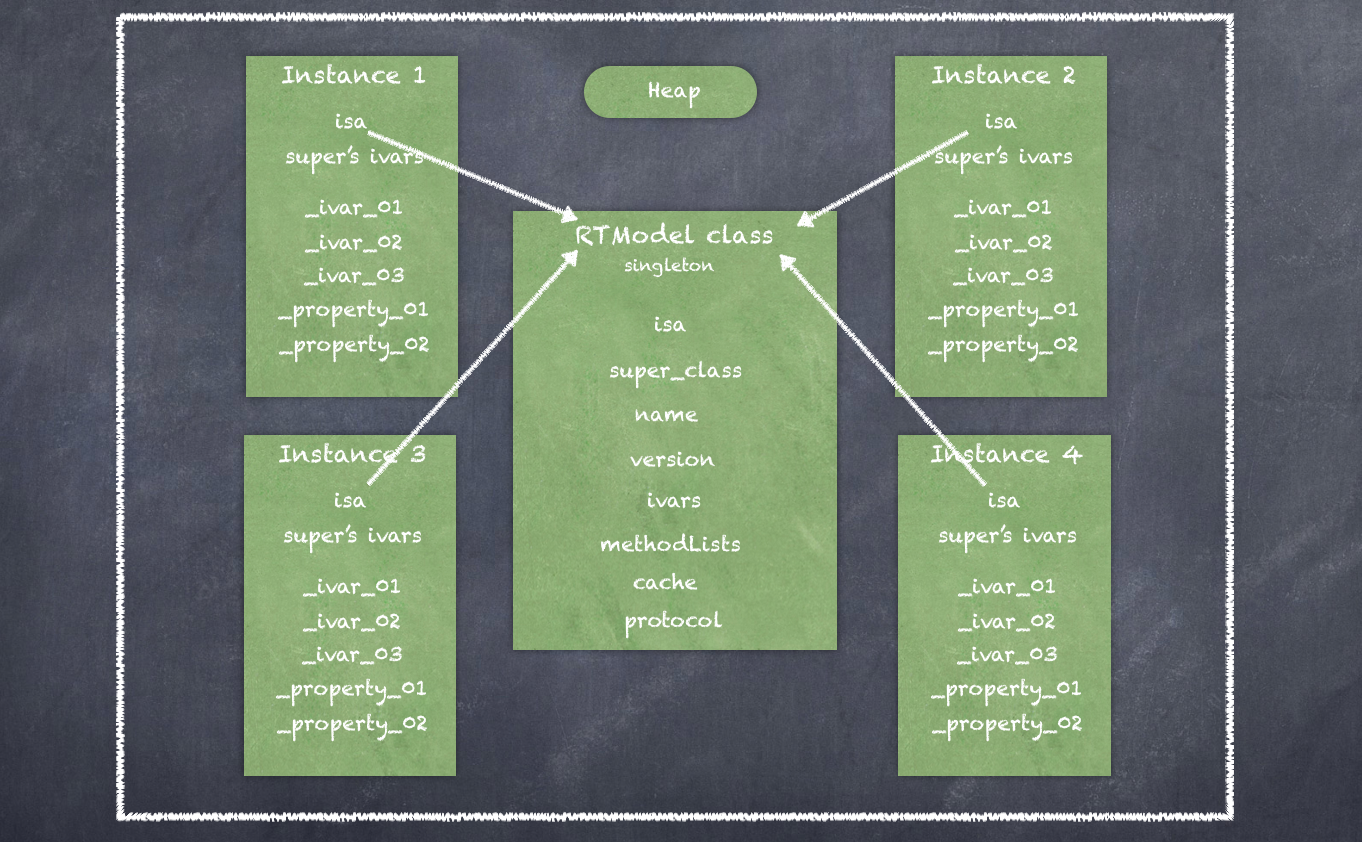 Heap
Instance 1
isa
super's ivars
_ivar_01
_ivar_02
_ivar_03
_property_01
_property_02
Instance 2
isa
super's ivars
_ivar_01
_ivar_02
_ivar_03
_property_01
_property_02
RTModel class
singleton
isa
super_class
name
version
ivars
methodLists
cache
protocol
Instance 3
isa
super's ivars
_ivar_01
_ivar_02
_ivar_03
_property_01
_property_02
Instance 4
isa
super's ivars
_ivar_01
_ivar_02
_ivar_03
_property_01
_property_02